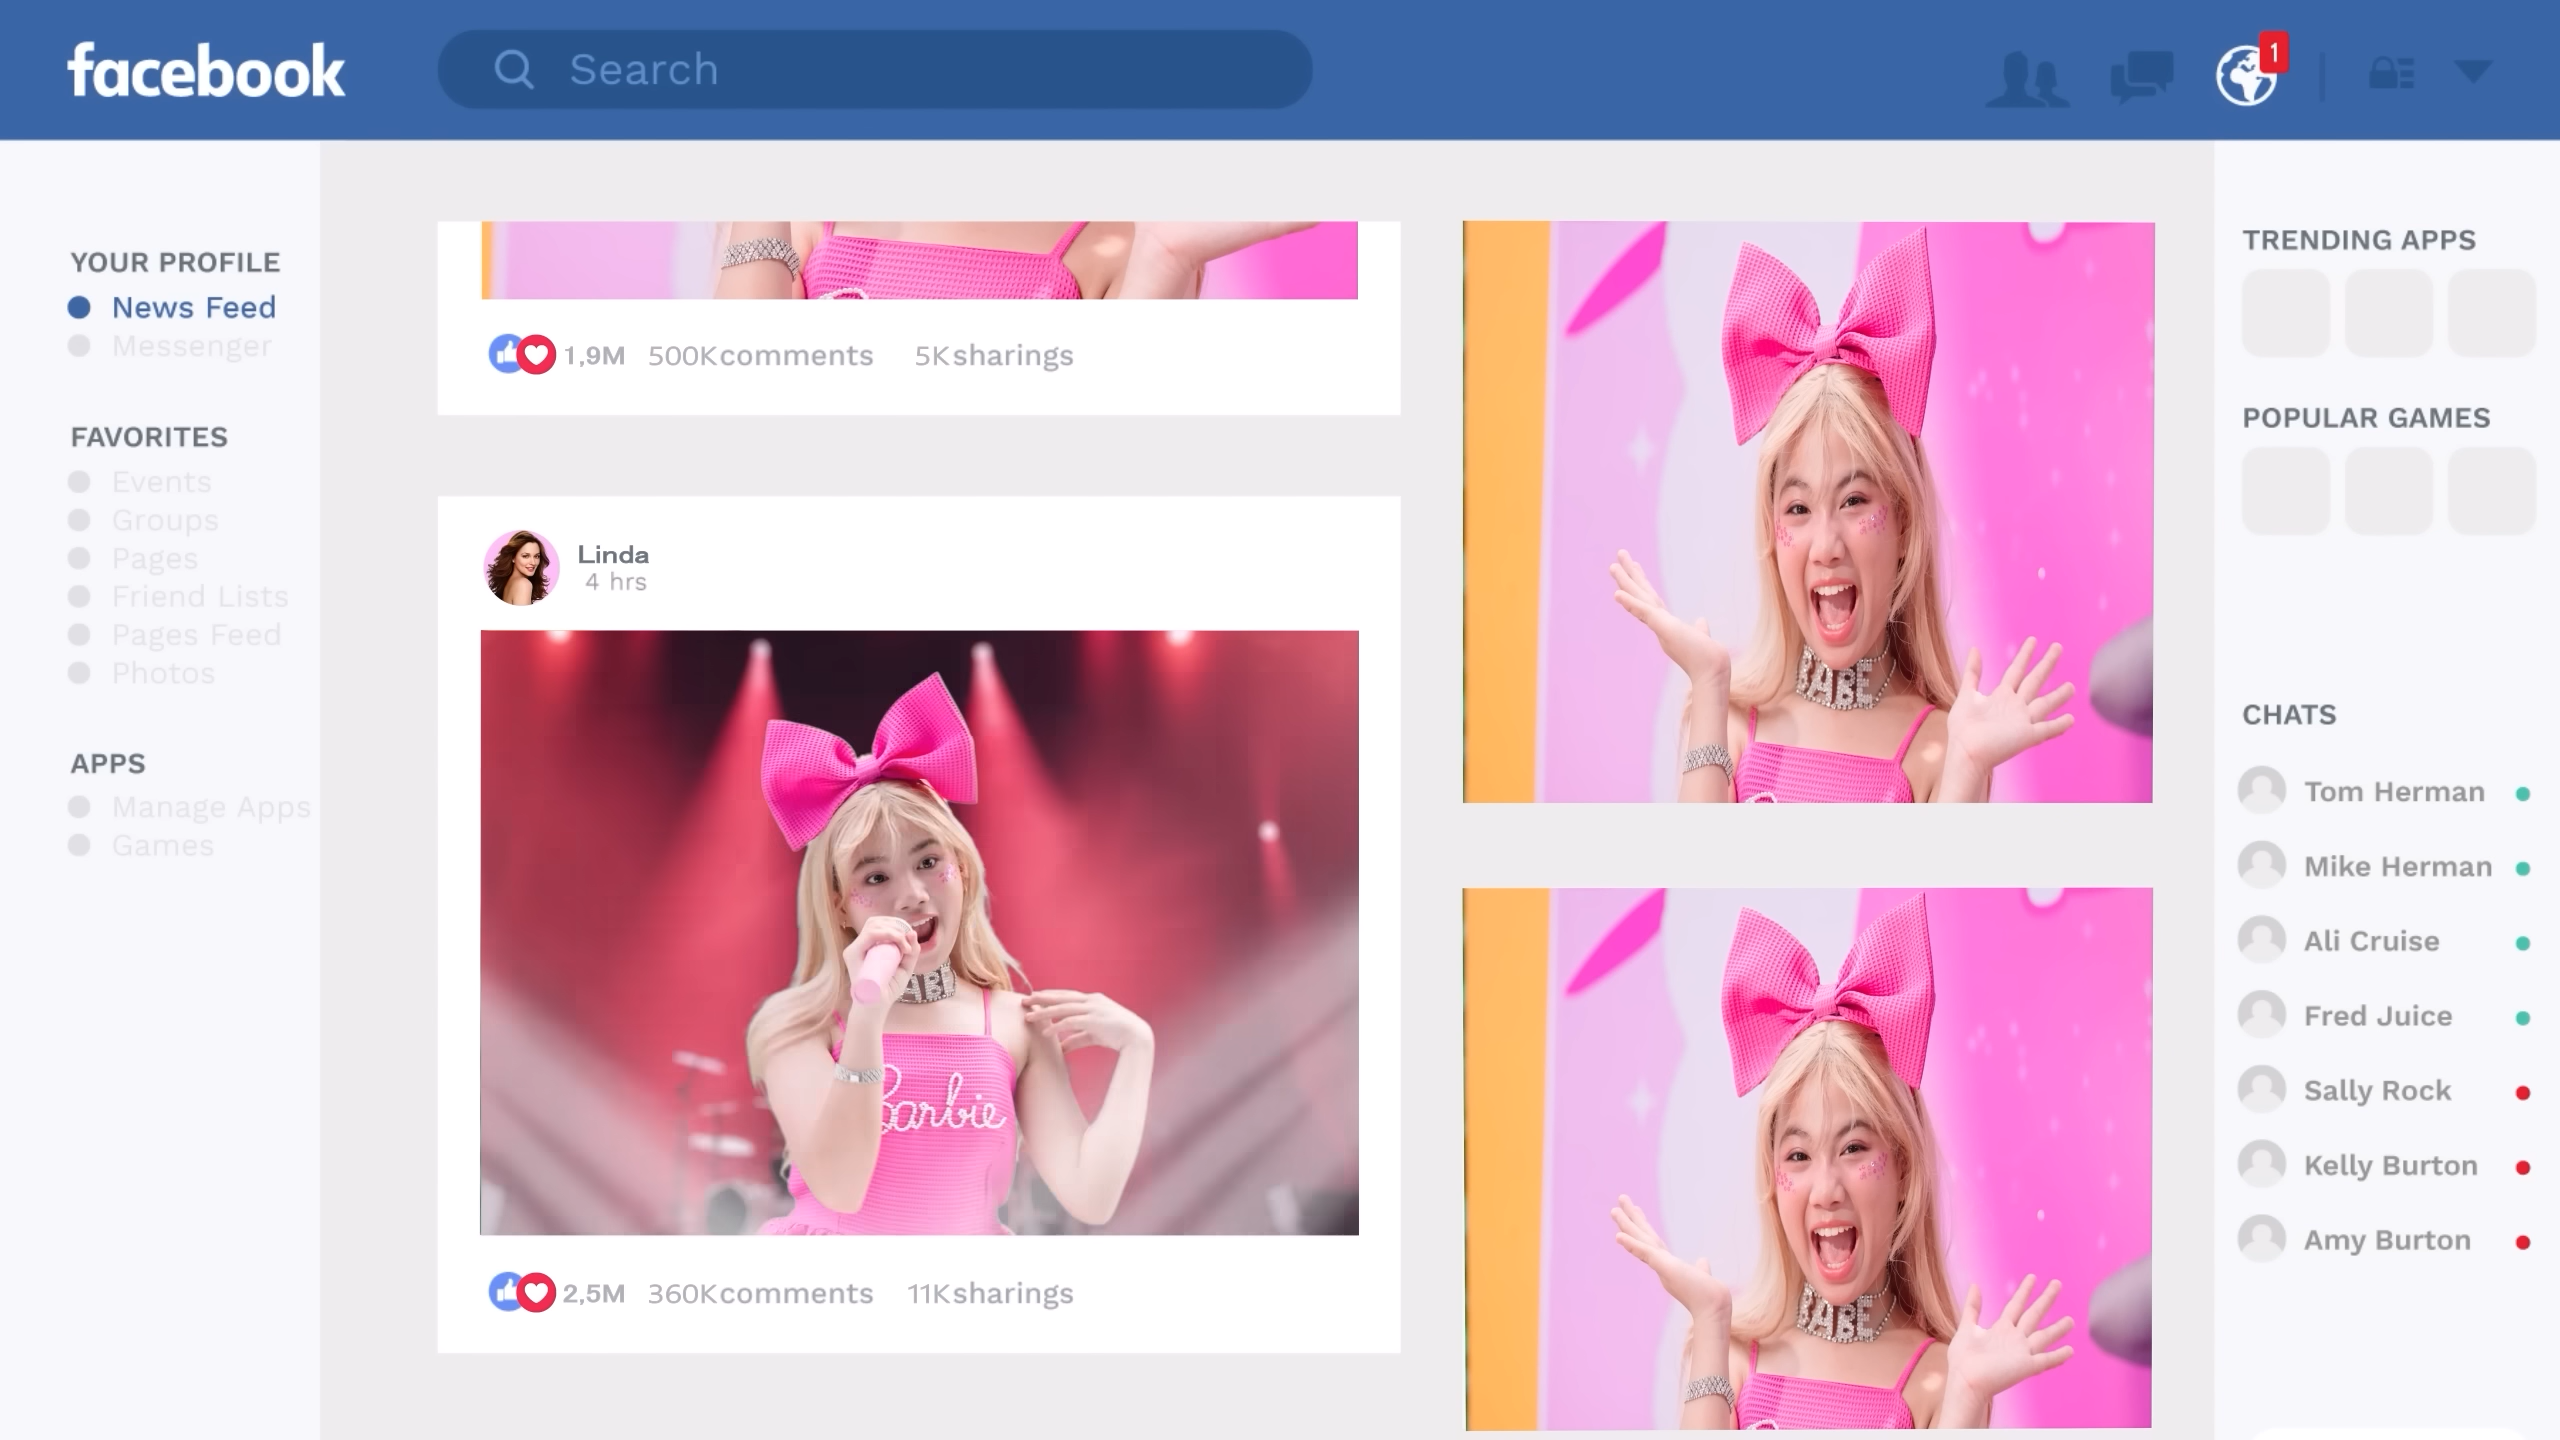 facebook
Search
1
YOUR PROFILE
News Feed
Messenger
FAVORITES
Events
Groups
Pages
Friend Lists
Pages Feed
Photos
APPS
Manage Apps
Games
1,9M 500Kcomments 5Ksharings
Linda
4 hrs
Barbie
2,5M 360Kcomments 11Ksharings
BABE
BABE
TRENDING APPS
POPULAR GAMES
CHATS
Tom Herman
Mike Herman
Ali Cruise
Fred Juice
Sally Rock
Kelly Burton
Amy Burton